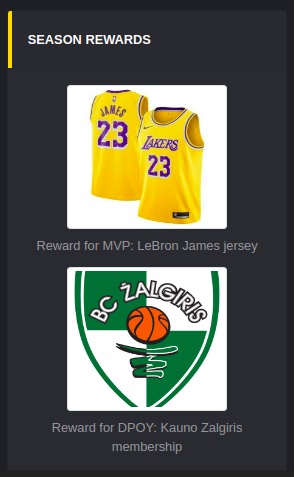 SEASON REWARDS
JAMES
23
LAKERS
23
Reward for MVP: LeBron James jersey
BC ŽALGIRIS
Reward for DPOY: Kauno Zalgiris
membership